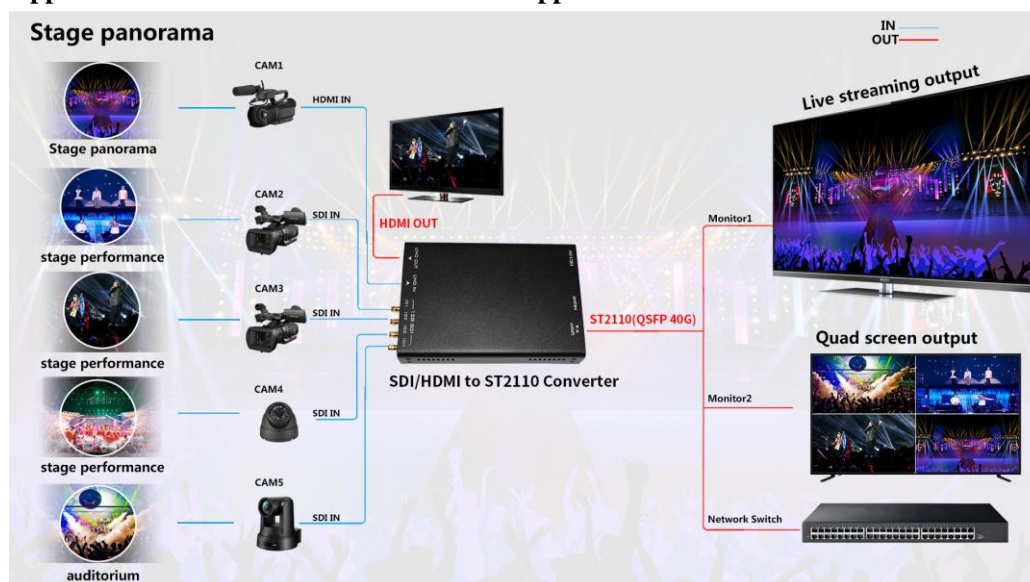 Stage panorama
IN
OUT
Stage panorama
CAM1
HDMI IN
Live streaming output
stage performance
CAM2
SDI IN
HDMI OUT
Monitor1
stage performance
CAM3
SDI IN
ST2110(QSFP 40G)
SDI/HDMI to ST2110 Converter
Quad screen output
stage performance
CAM4
SDI IN
Monitor2
auditorium
CAM5
SDI IN
Network Switch